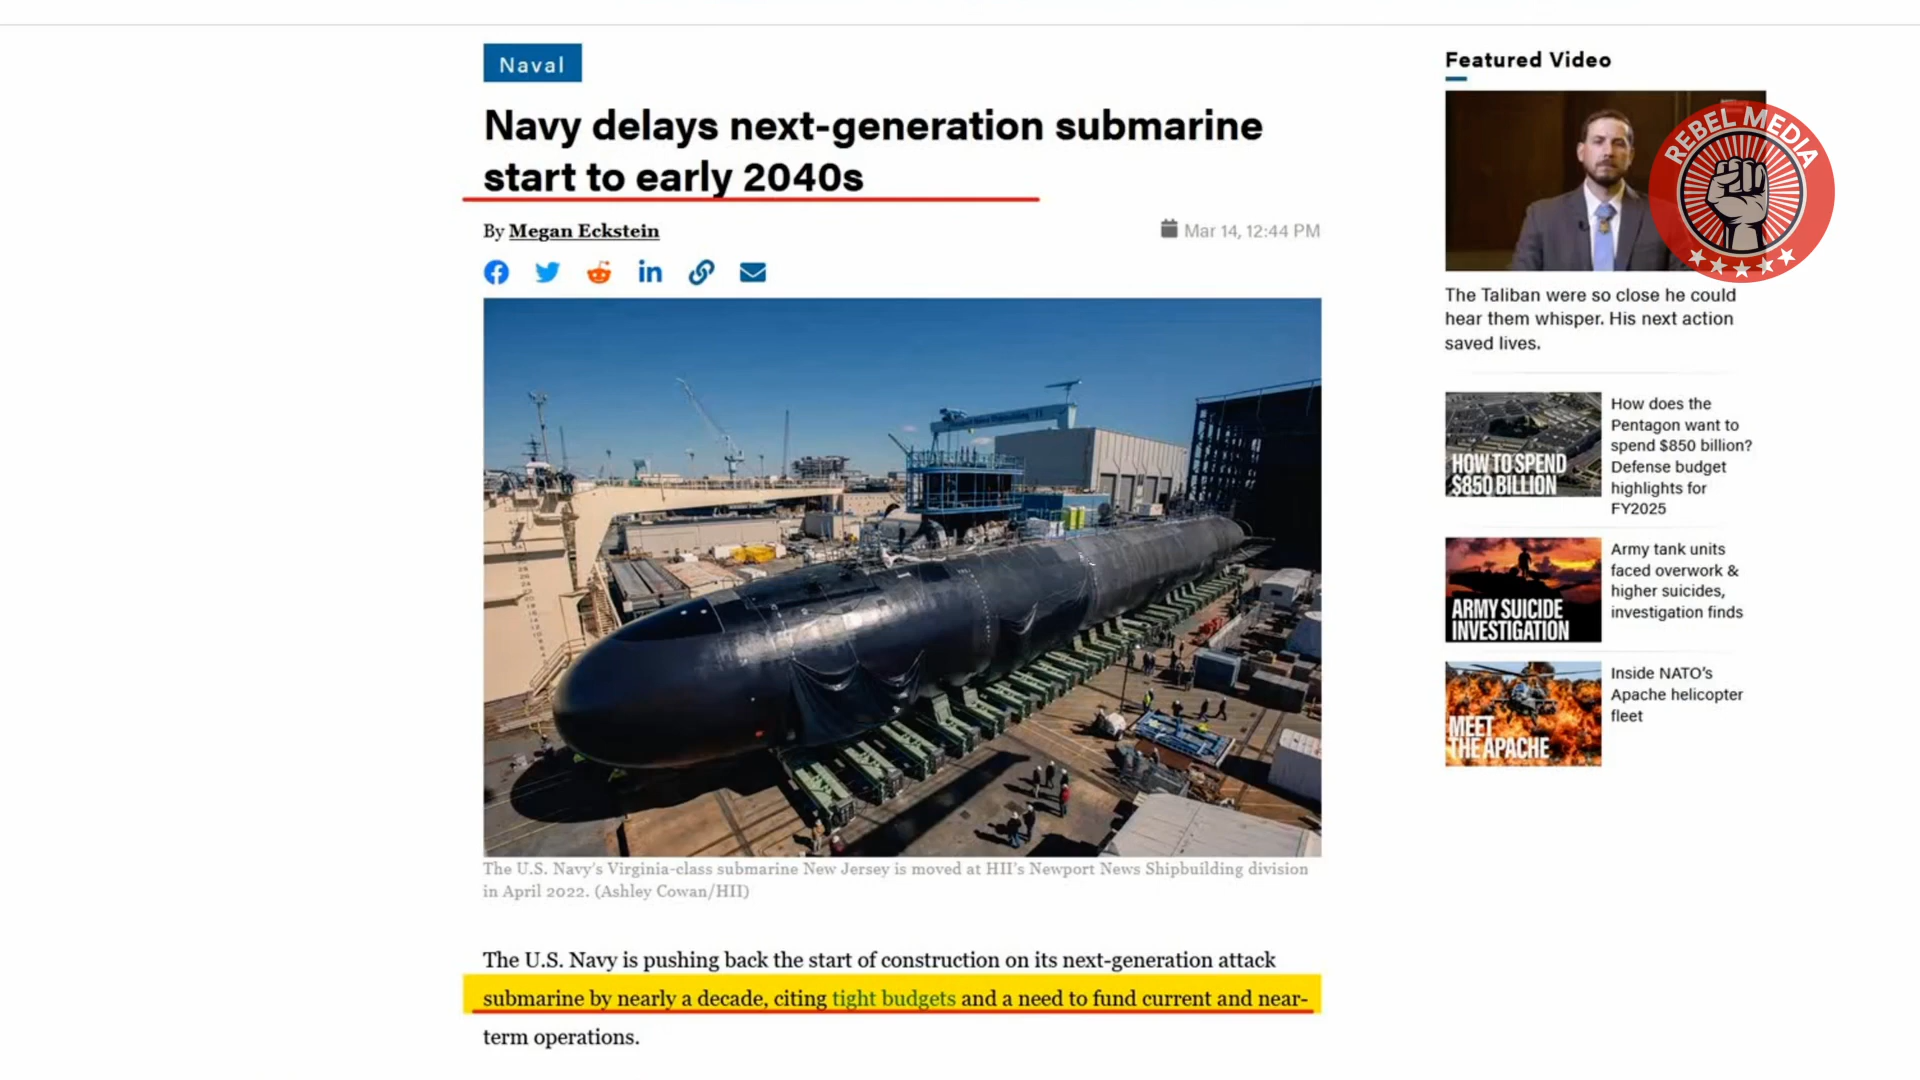 Naval
Navy delays next-generation submarine
start to early 2040s
By Megan Eckstein
Mar 14, 12:44 PM
The U.S. Navy's Virginia-class submarine New Jersey is moved at HII's Newport News Shipbuilding division
in April 2022. (Ashley Cowan/HII)
The U.S. Navy is pushing back the start of construction on its next-generation attack
submarine by nearly a decade, citing tight budgets and a need to fund current and near-
term operations.
Featured Video
REBEL MEDIA
The Taliban were so close he could
hear them whisper. His next action
saved lives.
HOW TO SPEND
$850 BILLION
How does the
Pentagon want to
spend $850 billion?
Defense budget
highlights for
FY2025
ARMY SUICIDE
INVESTIGATION
Army tank units
faced overwork &
higher suicides,
investigation finds
MEET
THE APACHE
Inside NATO's
Apache helicopter
fleet